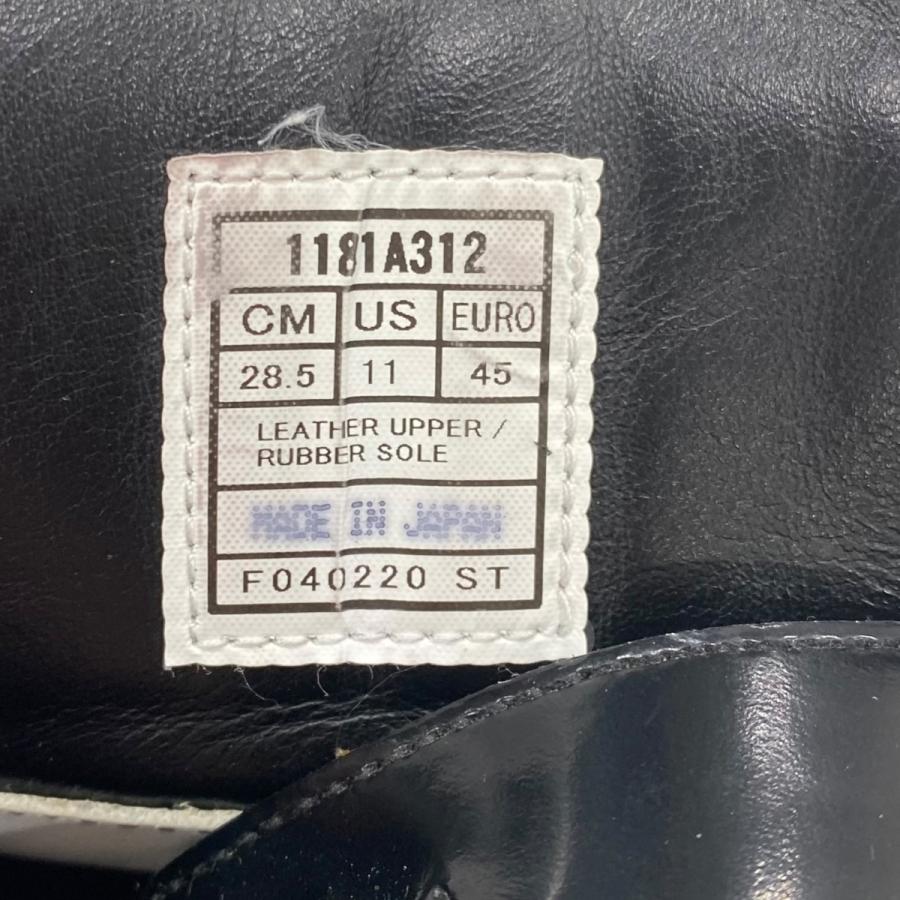 1181A312
CM US EURO
28.5 11 45
LEATHER UPPER /
RUBBER SOLE
MADE IN JAPAN
F040220 ST